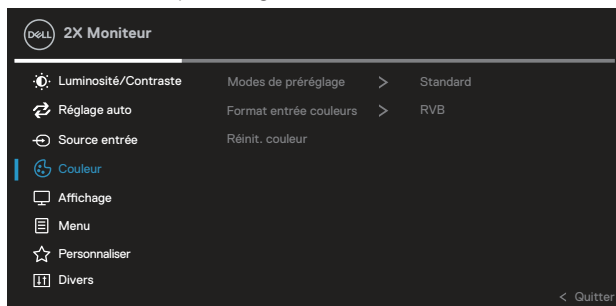 DELL 2X Moniteur
Luminosité/Contraste Modes de préréglage > Standard
Réglage auto Format entrée couleurs > RVB
Source entrée Réinit. couleur
Couleur
Affichage
Menu
Personnaliser
Divers
< Quitter